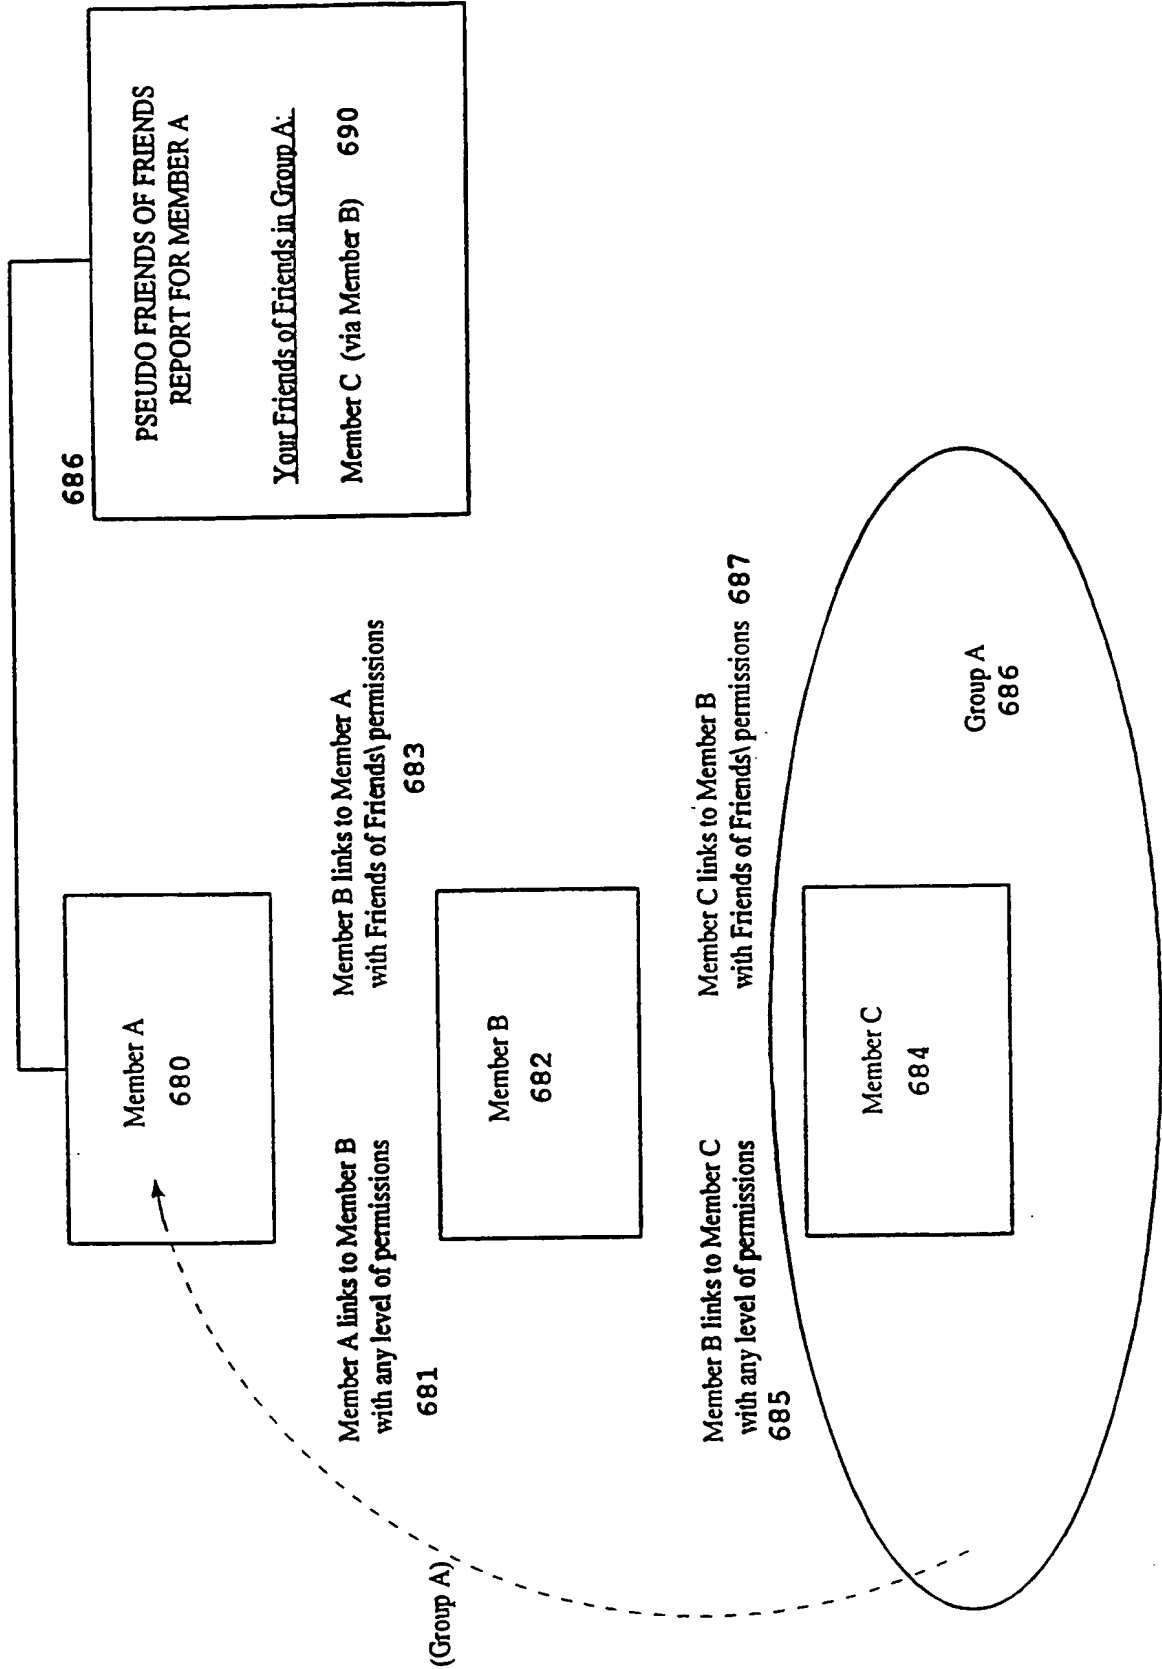 686
PSEUDO FRIENDS OF FRIENDS
REPORT FOR MEMBER A
Your Friends of Friends in Group A:
Member C (via Member B) 690
Member A
680
Member A links to Member B
with any level of permissions
681
Member B links to Member A
with Friends of Friends\ permissions
683
Member B
682
Member B links to Member C
with any level of permissions
685
Member C links to Member B
with Friends of Friends\ permissions 687
Member C
684
Group A
686
(Group A)